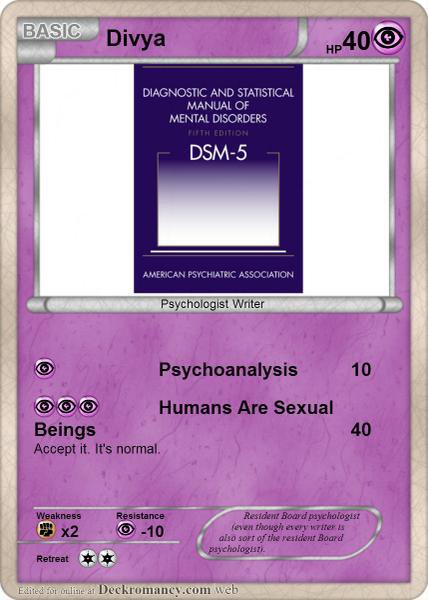 BASIC
Divya
HP 40
DIAGNOSTIC AND STATISTICAL
MANUAL OF
MENTAL DISORDERS
FIFTH EDITION
DSM-5
AMERICAN PSYCHIATRIC ASSOCIATION
Psychologist Writer
Psychoanalysis 10
Humans Are Sexual
Beings 40
Accept it. It's normal.
Weakness Resistance
x2 -10
Resident Board psychologist
(even though every writer is
also sort of the resident Board
psychologist).
Retreat
Edited for online at Deckromancy.com web